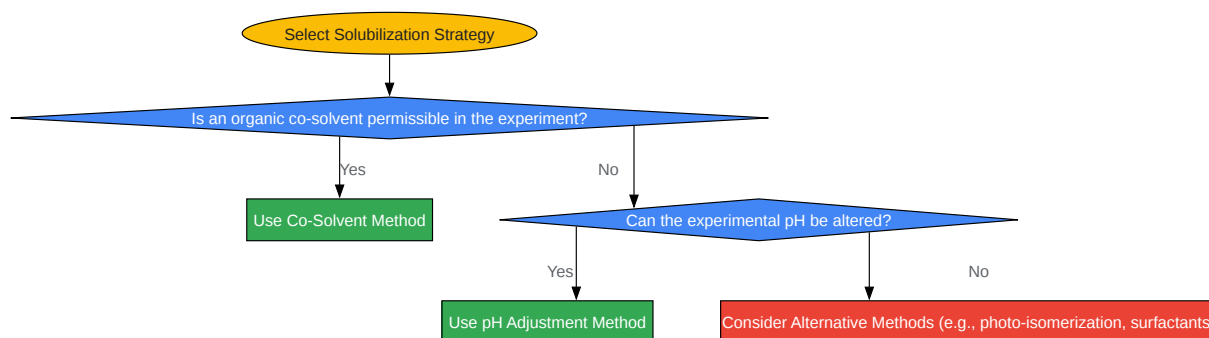 Select Solubilization Strategy
Is an organic co-solvent permissible in the experiment?
Yes
No
Use Co-Solvent Method
Can the experimental pH be altered?
Yes
No
Use pH Adjustment Method
Consider Alternative Methods (e.g., photo-isomerization, surfactants